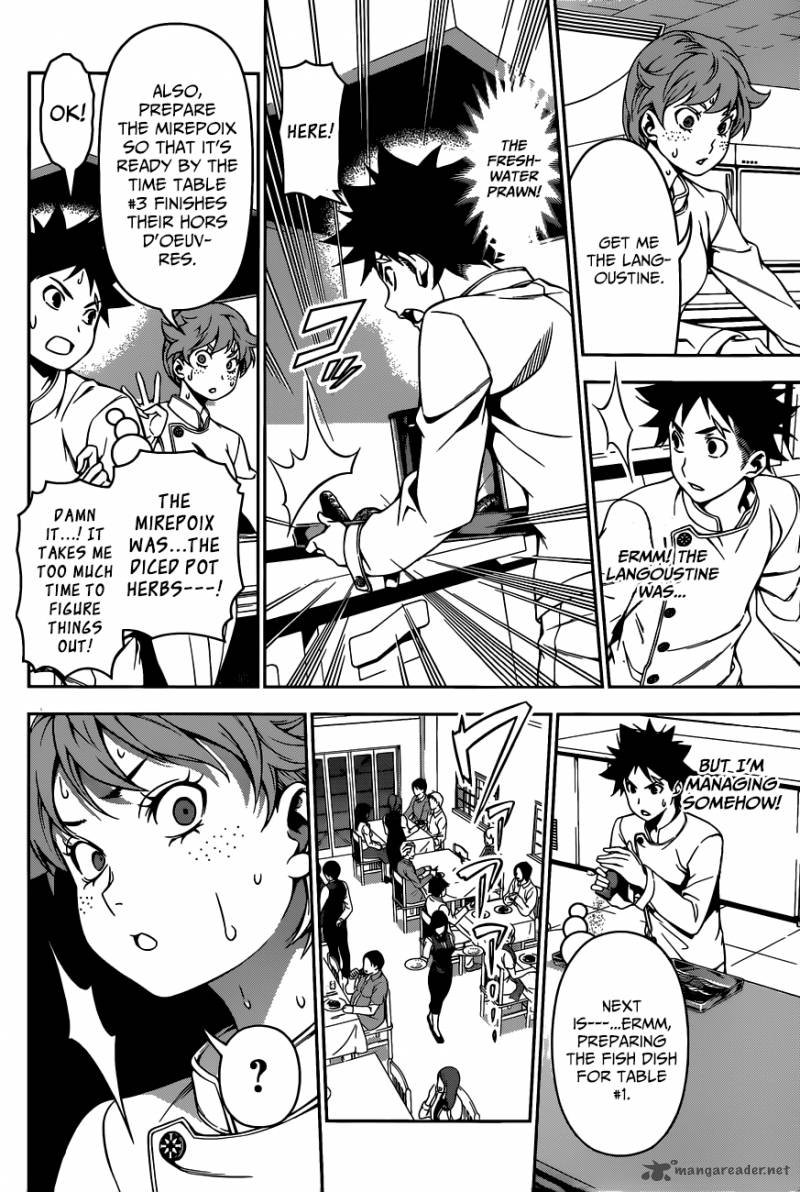 GET ME
THE LANG-
OUSTINE.
ERMM! THE
LANGOUSTINE
WAS...
THE
FRESH-
WATER
PRAWN!
HERE!
ALSO,
PREPARE
THE MIREPOIX
SO THAT IT'S
READY BY THE
TIME TABLE
#3 FINISHES
THEIR HORS
D'OEUV-
RES.
OK!
THE
MIREPOIX
WAS...THE
DICED POT
HERBS----!
DAMN
IT...! IT
TAKES ME
TOO MUCH
TIME TO
FIGURE
THINGS
OUT!
BUT I'M
MANAGING
SOMEHOW!
NEXT
IS---...ERMM,
PREPARING
THE FISH DISH
FOR TABLE
#1.
?
mangareader.net